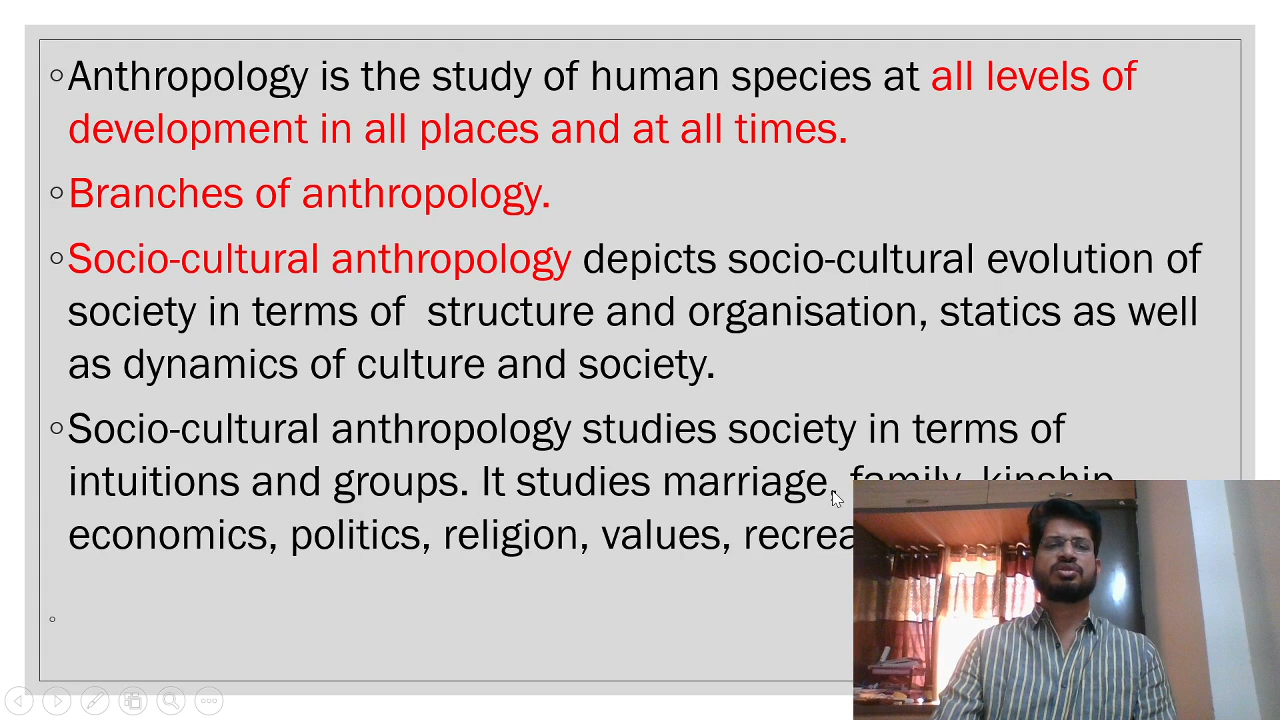 Anthropology is the study of human species at all levels of
development in all places and at all times.
Branches of anthropology.
Socio-cultural anthropology depicts socio-cultural evolution of
society in terms of structure and organisation, statics as well
as dynamics of culture and society.
Socio-cultural anthropology studies society in terms of
intuitions and groups. It studies marriage, family, kinship
economics, politics, religion, values,